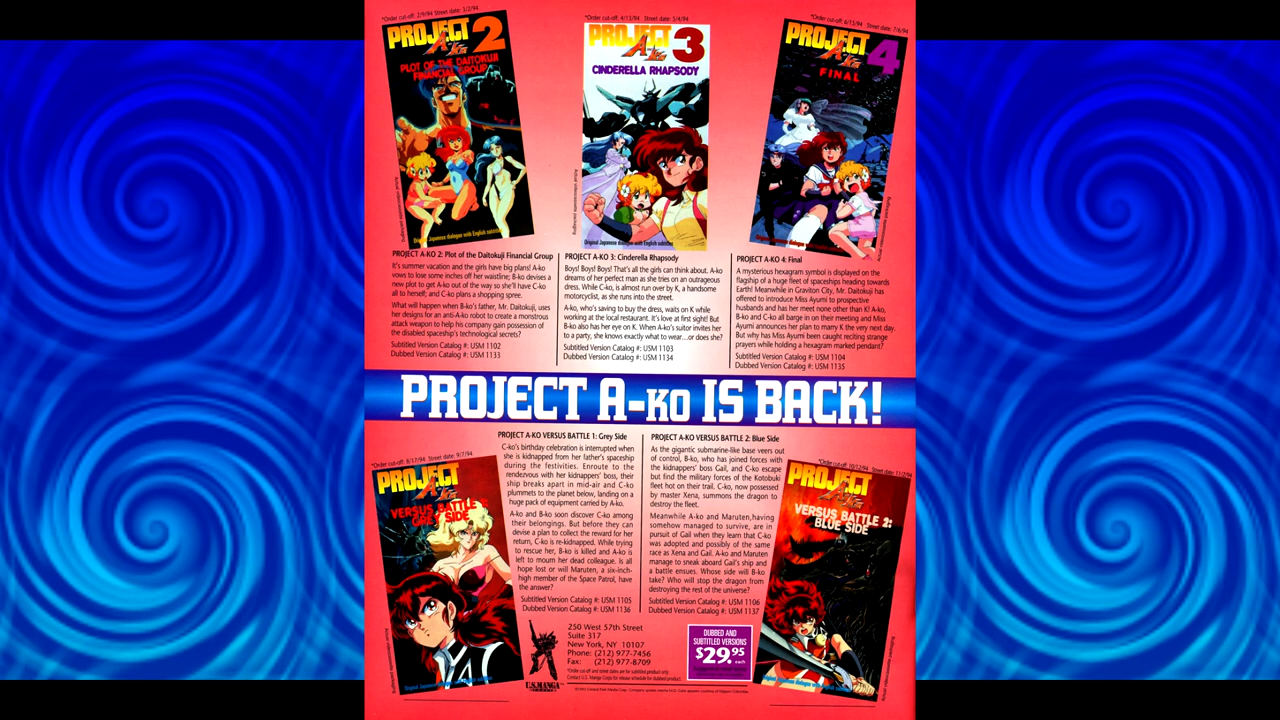 *Order cut-off: 2/9/94 Street date: 3/2/94
PROJECT
A-KO 2
PLOT OF THE DAITOKUJI
FINANCIAL GROUP
Original Japanese dialogue with English subtitles
*Order cut-off: 4/13/94 Street date: 5/4/94
PROJECT
A-KO 3
CINDERELLA RHAPSODY
Original Japanese dialogue with English subtitles
*Order cut-off: 6/15/94 Street date: 7/6/94
PROJECT
A-KO 4
FINAL
PROJECT A-KO 2: Plot of the Daitokuji Financial Group
It's summer vacation and the girls have big plans! A-ko
vows to lose some inches off her waistline; B-ko devises a
new plot to get A-ko out of the way so she'll have C-ko
all to herself; and C-ko plans a shopping spree.
What will happen when B-ko's father, Mr. Daitokuji, uses
her designs for an anti-A-ko robot to create a monstrous
attack weapon to help his company gain possession of
the disabled spaceship's technological secrets?
Subtitled Version Catalog #: USM 1102
Dubbed Version Catalog #: USM 1133
PROJECT A-KO 3: Cinderella Rhapsody
Boys! Boys! Boys! That's all the girls can think about. A-ko
dreams of her perfect man as she tries on an outrageous
dress. While C-ko, is almost run over by K, a handsome
motorcyclist, as she runs into the street.
A-ko, who's saving to buy the dress, waits on K while
working at the local restaurant. It's love at first sight! But
B-ko also has her eye on K. When A-ko's suitor invites her
to a party, she knows exactly what to wear...or does she?
Subtitled Version Catalog #: USM 1103
Dubbed Version Catalog #: USM 1134
PROJECT A-KO 4: Final
A mysterious hexagram symbol is displayed on the
flagship of a huge fleet of spaceships heading towards
Earth! Meanwhile in Graviton City, Mr. Daitokuji has
offered to introduce Miss Ayumi to prospective
husbands and has her meet none other than K! A-ko,
B-ko and C-ko all barge in on their meeting and Miss
Ayumi announces her plan to marry K the very next day.
But why has Miss Ayumi been caught reciting strange
prayers while holding a hexagram marked pendant?
Subtitled Version Catalog #: USM 1104
Dubbed Version Catalog #: USM 1135
PROJECT A-KO IS BACK!
*Order cut-off: 8/17/94 Street date: 9/7/94
PROJECT
A-KO
VERSUS BATTLE 1:
GREY SIDE
PROJECT A-KO VERSUS BATTLE 1: Grey Side
C-ko's birthday celebration is interrupted when
she is kidnapped from her father's spaceship
during the festivities. Enroute to the
rendezvous with her kidnappers' boss, their
ship breaks apart in mid-air and C-ko
plummets to the planet below, landing on a
huge pack of equipment carried by A-ko.
A-ko and B-ko soon discover C-ko among
their belongings. But before they can
devise a plan to collect the reward for her
return, C-ko is re-kidnapped. While trying
to rescue her, B-ko is killed and A-ko is
left to mourn her dead colleague. Is all
hope lost or will Maruten, a six-inch-
high member of the Space Patrol, have
the answer?
Subtitled Version Catalog #: USM 1105
Dubbed Version Catalog #: USM 1136
PROJECT A-KO VERSUS BATTLE 2: Blue Side
As the gigantic submarine-like base veers out
of control, B-ko, who has joined forces with
the kidnappers' boss Gail, and C-ko escape
but find the military forces of the Kotobuki
fleet hot on their trail. C-ko, now possessed
by master Xena, summons the dragon to
destroy the fleet.
Meanwhile A-ko and Maruten,having
somehow managed to survive, are in
pursuit of Gail when they learn that C-ko
was adopted and possibly of the same
race as Xena and Gail. A-ko and Maruten
manage to sneak aboard Gail's ship and
a battle ensues. Whose side will B-ko
take? Who will stop the dragon from
destroying the rest of the universe?
Subtitled Version Catalog #: USM 1106
Dubbed Version Catalog #: USM 1137
*Order cut-off: 10/12/94 Street date: 11/2/94
PROJECT
A-KO
VERSUS BATTLE 2:
BLUE SIDE
U.S. MANGA
250 West 57th Street
Suite 317
New York, NY 10107
Phone: (212) 977-7456
Fax: (212) 977-8709
*Order cut-off and street dates are for subtitled product only.
Contact U.S. Manga Corps for release schedule for dubbed product.
DUBBED AND
SUBTITLED VERSIONS
$29.95
each